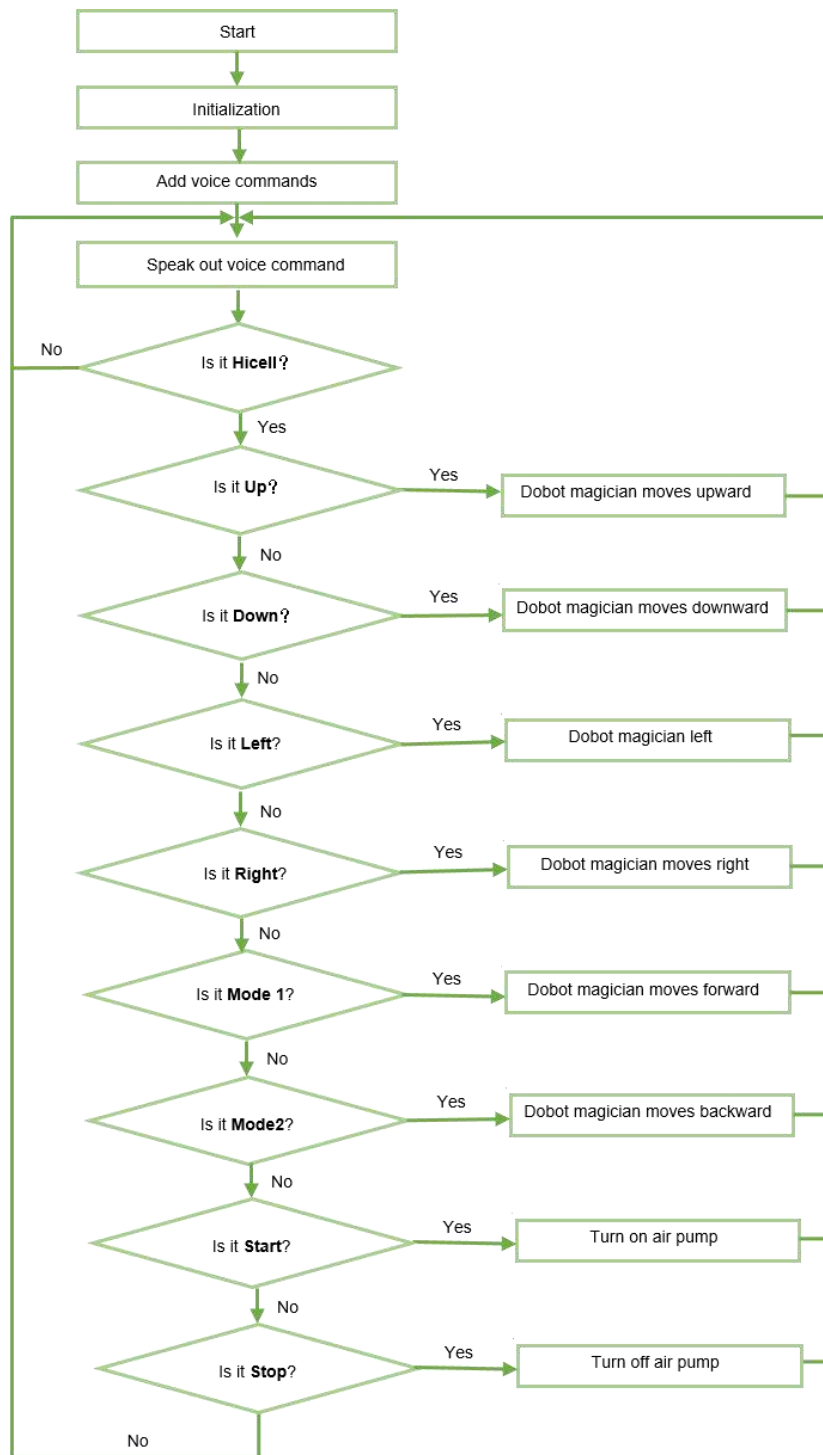 Start
Initialization
Add voice commands
Speak out voice command
No
Is it Hicell?
Yes
Is it Up?
Yes
Dobot magician moves upward
No
Is it Down?
Yes
Dobot magician moves downward
No
Is it Left?
Yes
Dobot magician left
No
Is it Right?
Yes
Dobot magician moves right
No
Is it Mode 1?
Yes
Dobot magician moves forward
No
Is it Mode2?
Yes
Dobot magician moves backward
No
Is it Start?
Yes
Turn on air pump
No
Is it Stop?
Yes
Turn off air pump
No